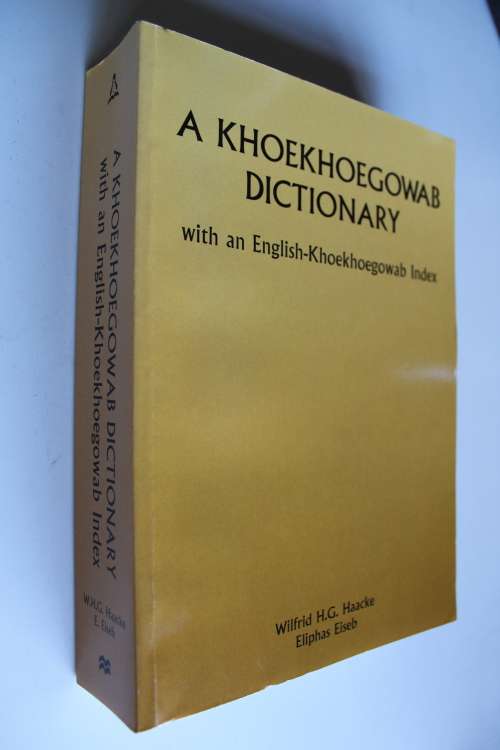 A KHOEKHOEGOWAB
DICTIONARY
with an English-Khoekhoegowab Index
Wilfrid H.G. Haacke
Eliphas Eiseb
A KHOEKHOEGOWAB DICTIONARY
with an English-Khoekhoegowab Index
W.H.G. Haacke
E. Eiseb